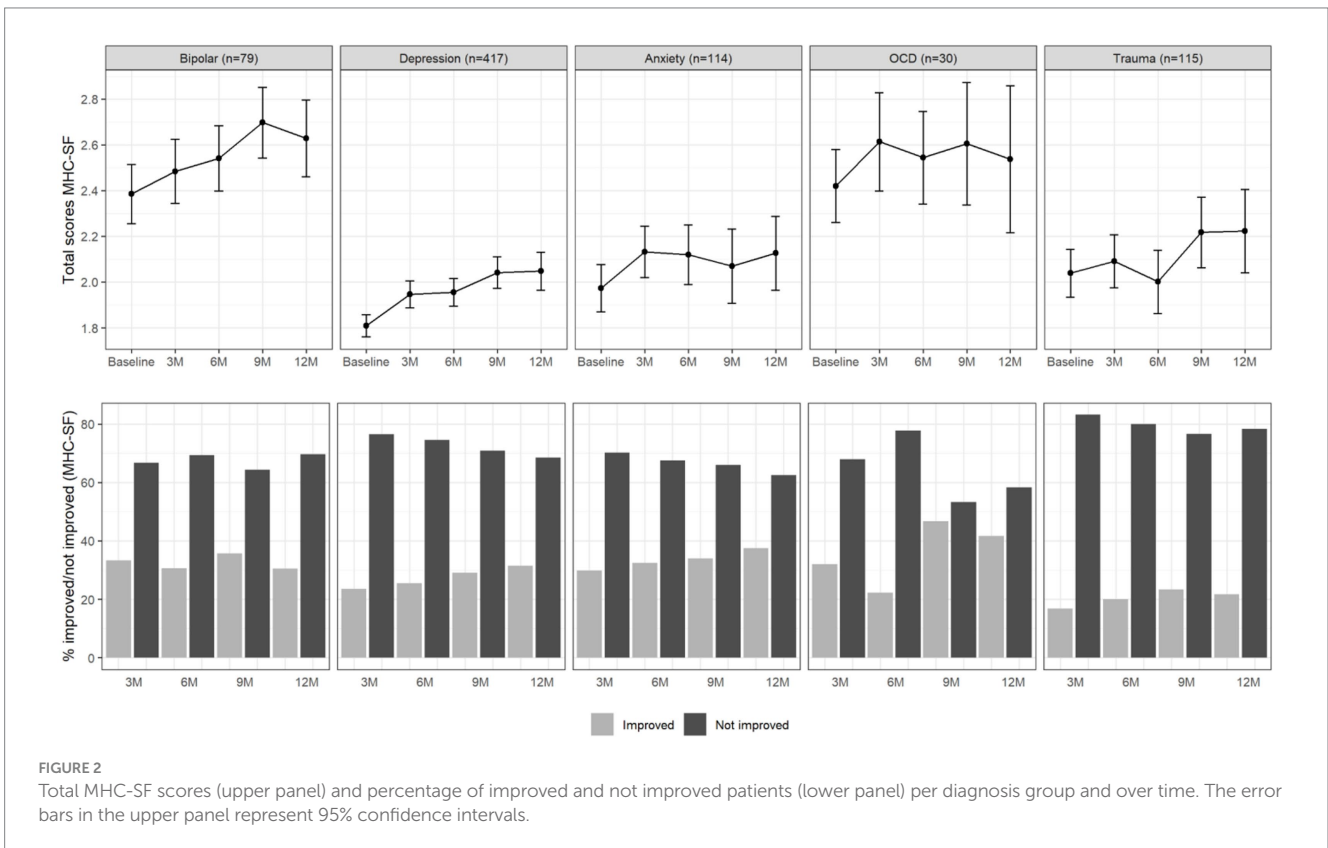 Bipolar (n=79) Depression (n=417) Anxiety (n=114) OCD (n=30) Trauma (n=115)
Total scores MHC-SF
2.8
2.6
2.4
2.2
2.0
1.8
Baseline 3M 6M 9M 12M Baseline 3M 6M 9M 12M Baseline 3M 6M 9M 12M Baseline 3M 6M 9M 12M Baseline 3M 6M 9M 12M
% improved/not improved (MHC-SF)
80
60
40
20
0
3M 6M 9M 12M 3M 6M 9M 12M 3M 6M 9M 12M 3M 6M 9M 12M 3M 6M 9M 12M
Improved Not improved
FIGURE 2
Total MHC-SF scores (upper panel) and percentage of improved and not improved patients (lower panel) per diagnosis group and over time. The error
bars in the upper panel represent 95% confidence intervals.